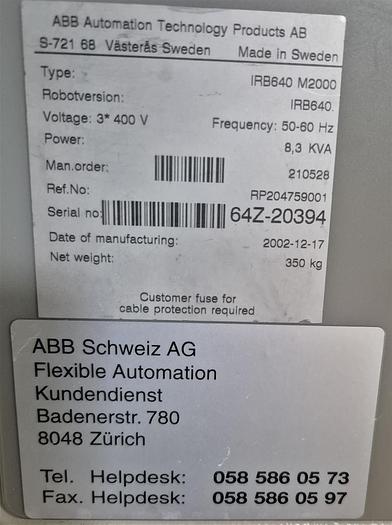 ABB Automation Technology Products AB
S-721 68 Västerås Sweden Made in Sweden
Type: IRB640 M2000
Robotversion: IRB640.
Voltage: 3* 400 V Frequency: 50-60 Hz
Power: 8,3 KVA
Man.order: 210528
Ref.No: RP204759001
Serial no: 64Z-20394
Date of manufacturing: 2002-12-17
Net weight: 350 kg
Customer fuse for
cable protection required
ABB Schweiz AG
Flexible Automation
Kundendienst
Badenerstr. 780
8048 Zürich
Tel. Helpdesk: 058 586 05 73
Fax. Helpdesk: 058 586 05 97